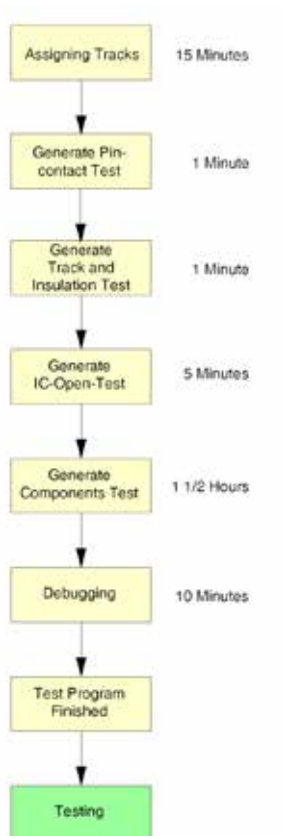 Assigning Tracks
15 Minutes
Generate Pin-
contact Test
1 Minute
Generate
Track and
Insulation Test
1 Minute
Generate
IC-Open-Test
5 Minutes
Generate
Components Test
1 1/2 Hours
Debugging
10 Minutes
Test Program
Finished
Testing